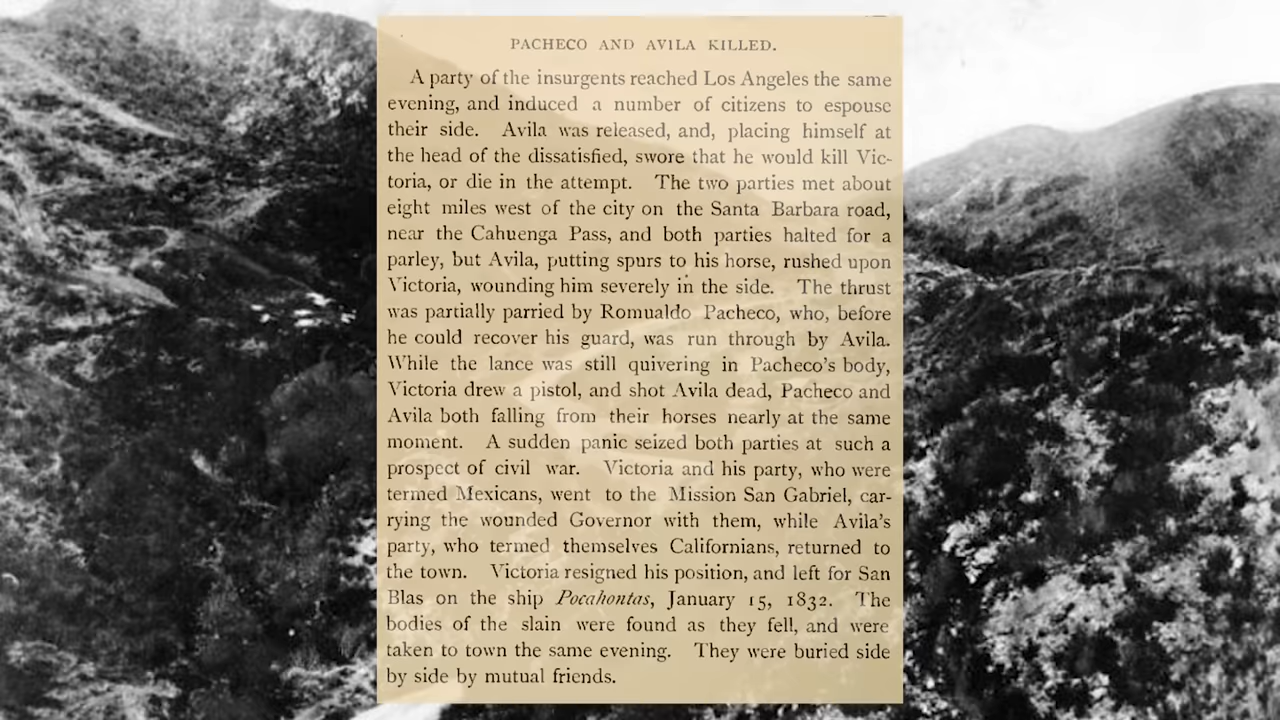 PACHECO AND AVILA KILLED.
A party of the insurgents reached Los Angeles the same
evening, and induced a number of citizens to espouse
their side. Avila was released, and, placing himself at
the head of the dissatisfied, swore that he would kill Vic-
toria, or die in the attempt. The two parties met about
eight miles west of the city on the Santa Barbara road,
near the Cahuenga Pass, and both parties halted for a
parley, but Avila, putting spurs to his horse, rushed upon
Victoria, wounding him severely in the side. The thrust
was partially parried by Romualdo Pacheco, who, before
he could recover his guard, was run through by Avila.
While the lance was still quivering in Pacheco's body,
Victoria drew a pistol, and shot Avila dead, Pacheco and
Avila both falling from their horses nearly at the same
moment. A sudden panic seized both parties at such a
prospect of civil war. Victoria and his party, who were
termed Mexicans, went to the Mission San Gabriel, car-
rying the wounded Governor with them, while Avila's
party, who termed themselves Californians, returned to
the town. Victoria resigned his position, and left for San
Blas on the ship Pocahontas, January 15, 1832. The
bodies of the slain were found as they fell, and were
taken to town the same evening. They were buried side
by side by mutual friends.